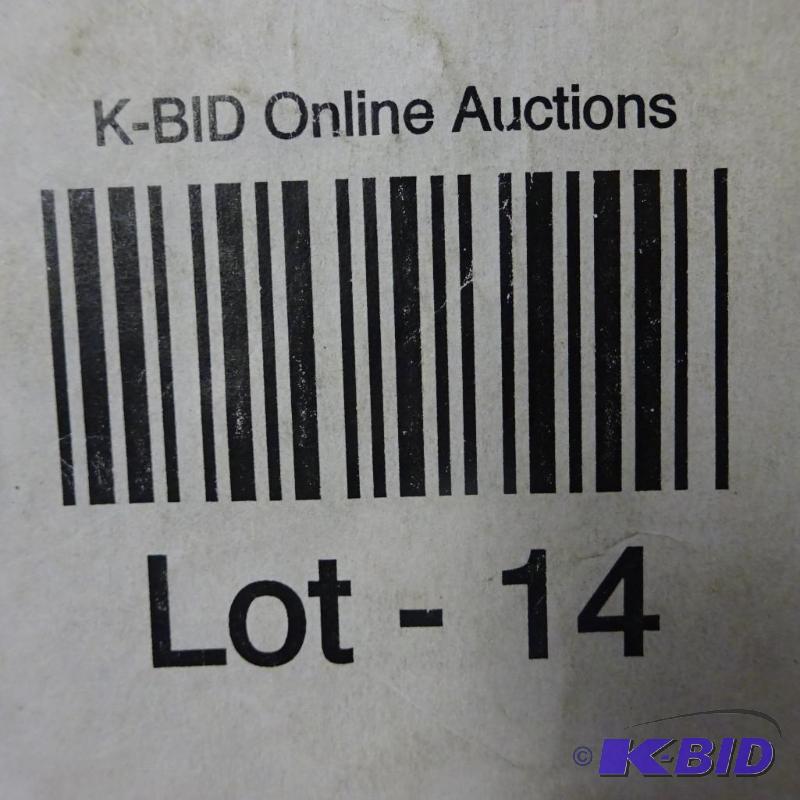 K-BID Online Auctions
Lot - 14
© K-BID